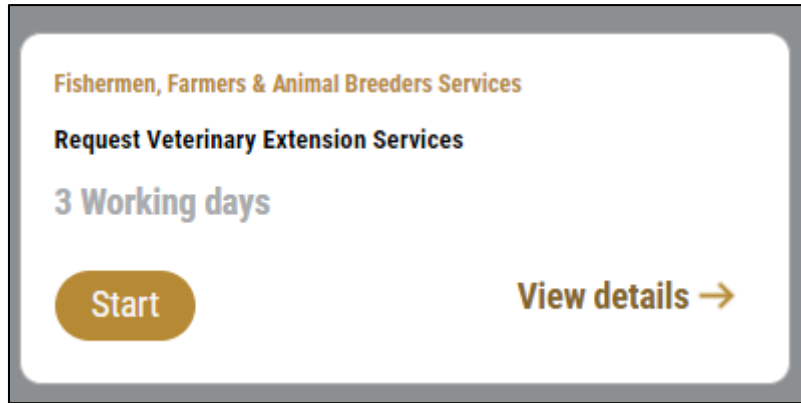 Fishermen, Farmers & Animal Breeders Services
Request Veterinary Extension Services
3 Working days
Start
View details →